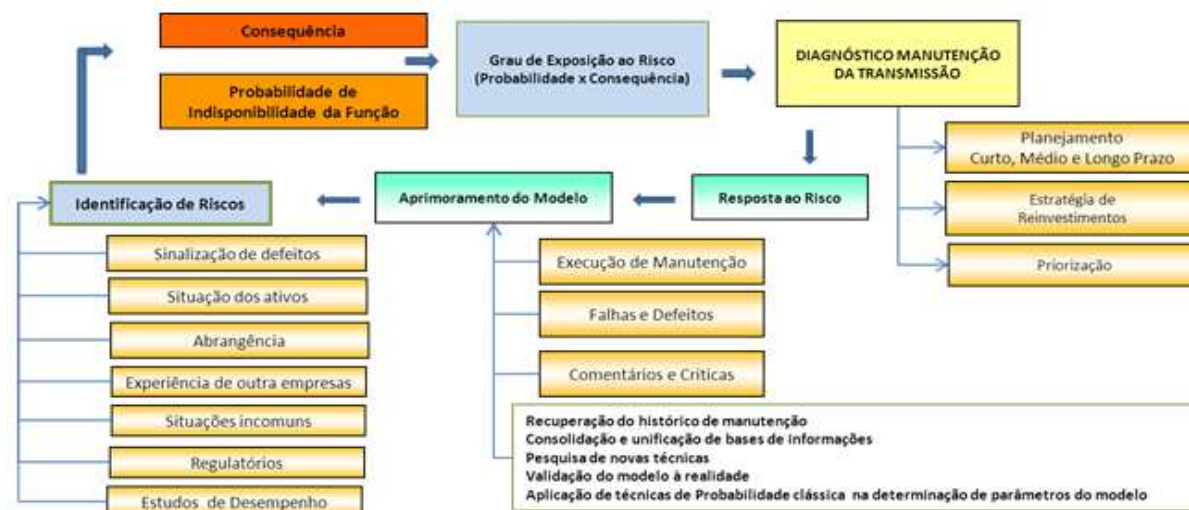 Consequência
Probabilidade de
Indisponibilidade da Função
Grau de Exposição ao Risco
(Probabilidade x Consequência)
DIAGNÓSTICO MANUTENÇÃO
DA TRANSMISSÃO
Planejamento
Curto, Médio e Longo Prazo
Estratégia de
Reinvestimentos
Priorização
Resposta ao Risco
Aprimoramento do Modelo
Identificação de Riscos
Sinalização de defeitos
Situação dos ativos
Abrangência
Experiência de outra empresas
Situações incomuns
Regulatórios
Estudos de Desempenho
Execução de Manutenção
Falhas e Defeitos
Comentários e Críticas
Recuperação do histórico de manutenção
Consolidação e unificação de bases de informações
Pesquisa de novas técnicas
Validação do modelo à realidade
Aplicação de técnicas de Probabilidade clássica na determinação de parâmetros do modelo